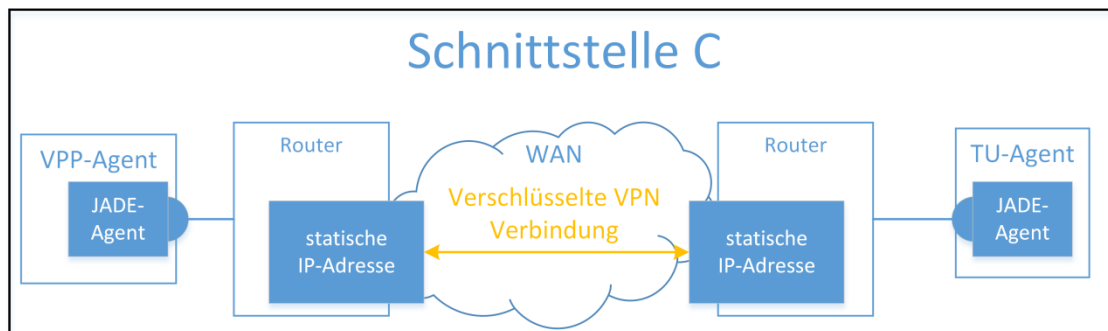 Schnittstelle C
VPP-Agent
JADE-
Agent
Router
statische
IP-Adresse
WAN
Verschlüsselte VPN
Verbindung
Router
statische
IP-Adresse
TU-Agent
JADE-
Agent